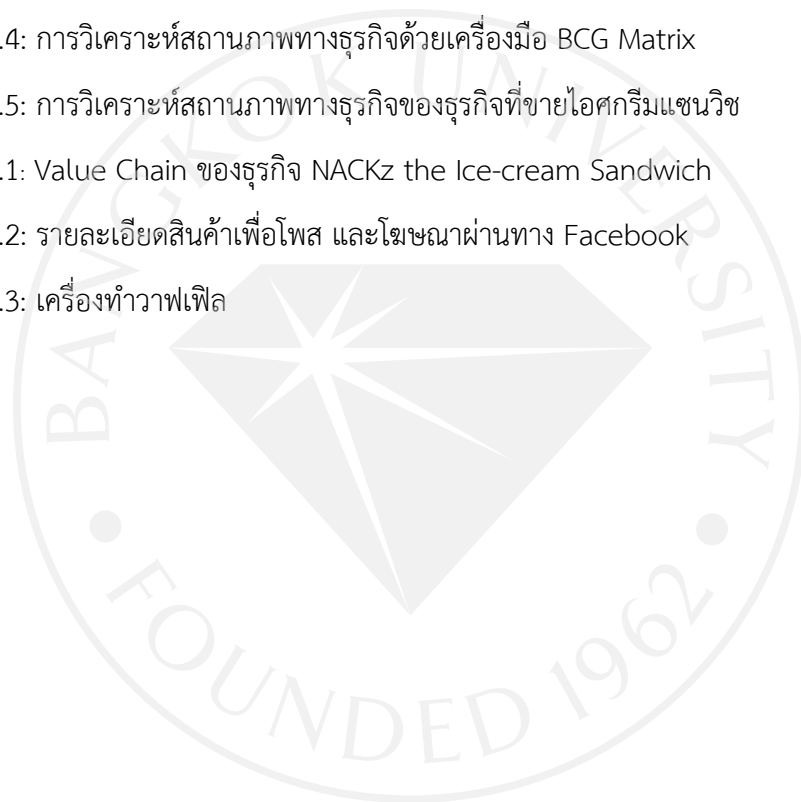 .4: การวิเคราะห์สถานภาพทางธุรกิจด้วยเครื่องมือ BCG Matrix
.5: การวิเคราะห์สถานภาพทางธุรกิจของธุรกิจที่ขายไอศกรีมแซนวิช
.1: Value Chain ของธุรกิจ NACKz the Ice-cream Sandwich
.2: รายละเอียดสินค้าเพื่อโพส และโฆษณาผ่านทาง Facebook
.3: เครื่องทำวาฟเฟิล
BANGKOK UNIVERSITY
FOUNDED 1962